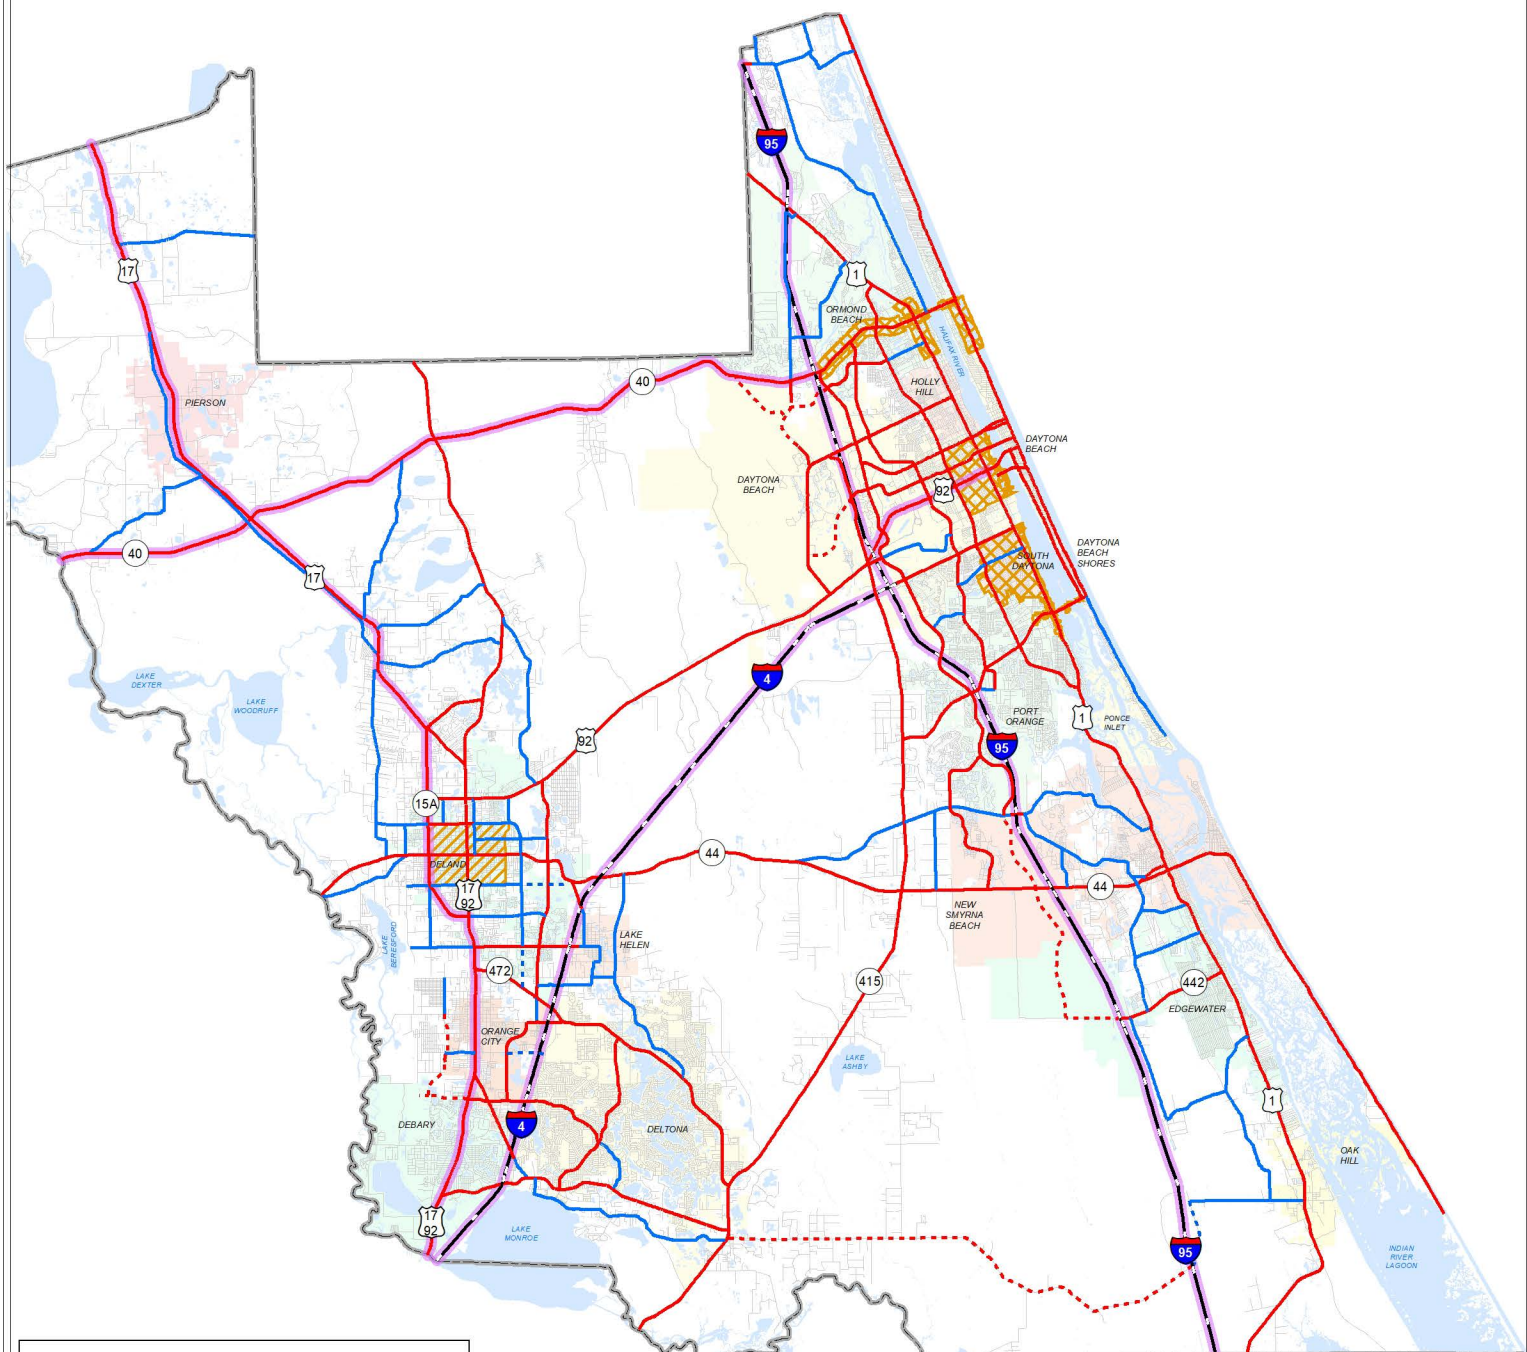 95
17
1
ORMOND
BEACH
HALIFAX RIVER
40
HOLLY
HILL
PIERSON
DAYTONA
BEACH
DAYTONA
BEACH
92
40
17
SOUTH
DAYTONA
DAYTONA
BEACH
SHORES
LAKE
DEXTER
4
LAKE
WOODRUFF
PORT
ORANGE
1
PONCE
INLET
92
95
15A
44
DELAND
17
92
44
NEW
SMYRNA
BEACH
LAKE
BERESFORD
LAKE
HELEN
472
415
442
EDGEWATER
ORANGE
CITY
LAKE
ASHBY
1
DEBARY
4
DELTONA
OAK
HILL
17
92
LAKE
MONROE
95
INDIAN
RIVER
LAGOON